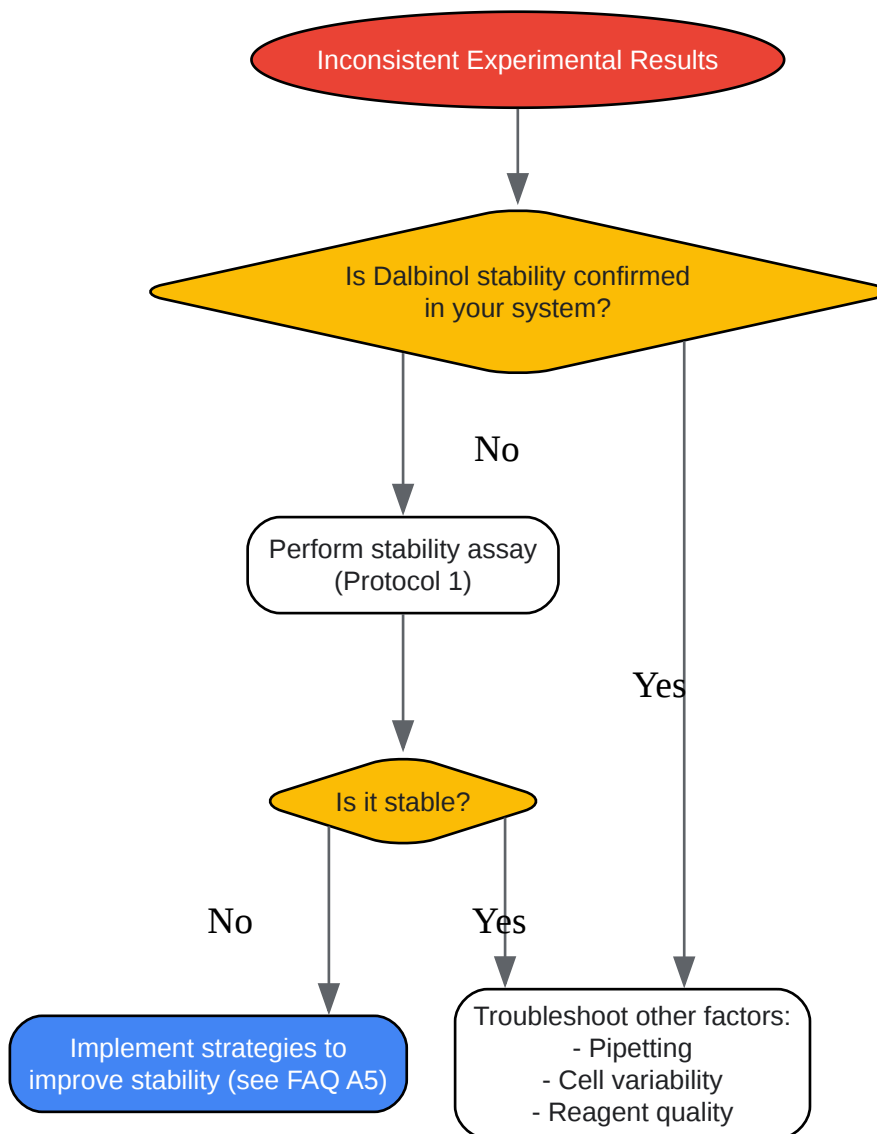 Inconsistent Experimental Results
Is Dalbinol stability confirmed
in your system?
No
Perform stability assay
(Protocol 1)
Yes
Is it stable?
No
Yes
Implement strategies to
improve stability (see FAQ A5)
Troubleshoot other factors:
- Pipetting
- Cell variability
- Reagent quality